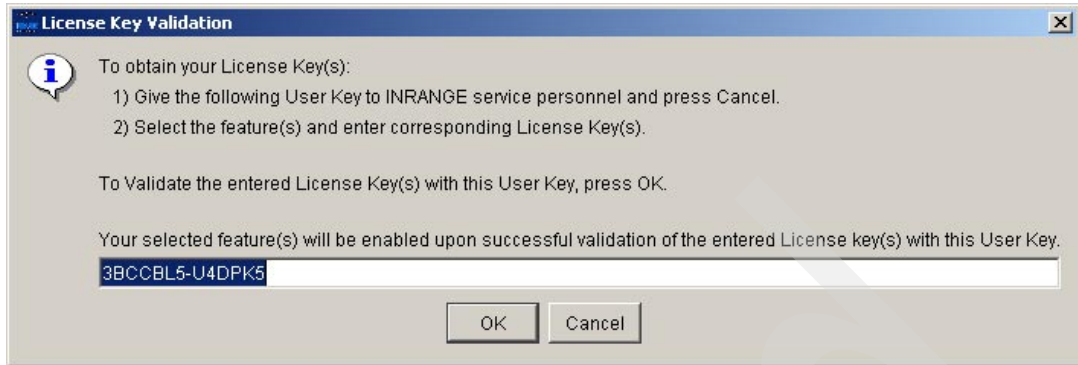 License Key Validation
To obtain your License Key(s):
1) Give the following User Key to INRANGE service personnel and press Cancel.
2) Select the feature(s) and enter corresponding License Key(s).
To Validate the entered License Key(s) with this User Key, press OK.
Your selected feature(s) will be enabled upon successful validation of the entered License key(s) with this User Key.
3BCCBL5-U4DPK5
OK Cancel